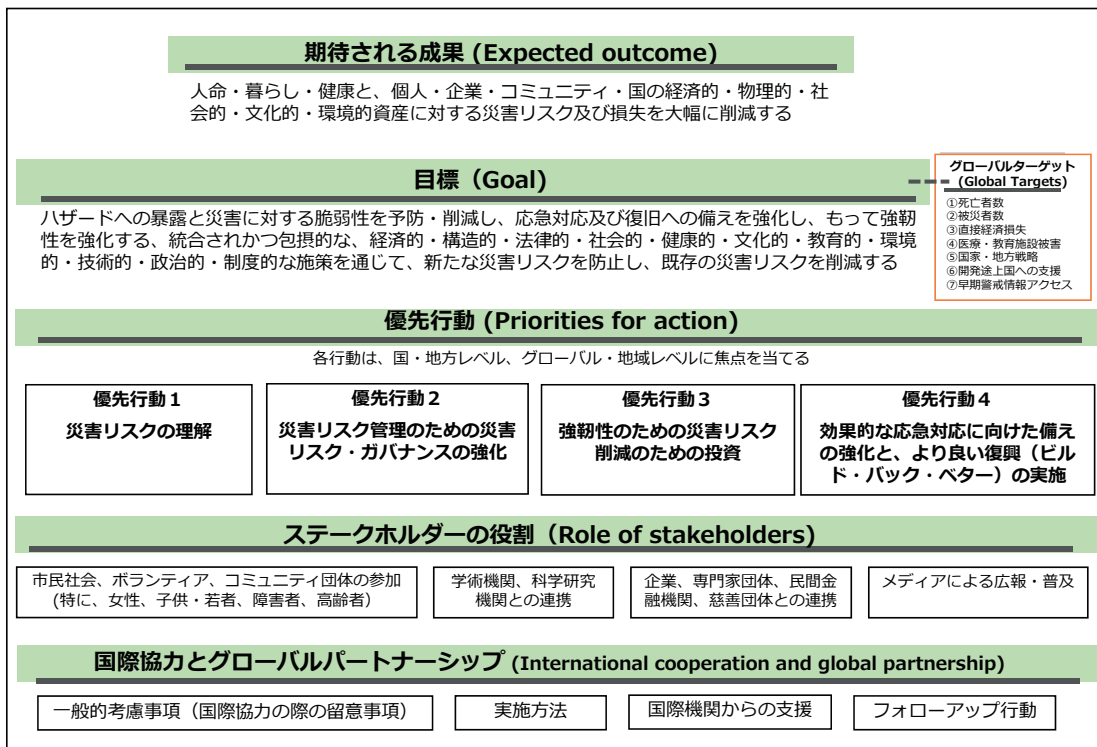 期待される成果 (Expected outcome)
人命・暮らし・健康と、個人・企業・コミュニティ・国の経済的・物理的・社
会的・文化的・環境的資産に対する災害リスク及び損失を大幅に削減する
目標（Goal)
ハザードへの暴露と災害に対する脆弱性を予防・削減し、応急対応及び復旧への備えを強化し、もって強靭
性を強化する、統合されかつ包摂的な、経済的・構造的・法律的・社会的・健康的・文化的・教育的・環境
的・技術的・政治的・制度的な施策を通じて、新たな災害リスクを防止し、既存の災害リスクを削減する
グローバルターゲット
(Global Targets)
①死亡者数
②被災者数
③直接経済損失
④医療・教育施設被害
⑤国家・地方戦略
⑥開発途上国への支援
⑦早期警戒情報アクセス
優先行動 (Priorities for action)
各行動は、国・地方レベル、グローバル・地域レベルに焦点を当てる
優先行動１
災害リスクの理解
優先行動２
災害リスク管理のための災害
リスク・ガバナンスの強化
優先行動３
強靭性のための災害リスク
削減のための投資
優先行動４
効果的な応急対応に向けた備え
の強化と、より良い復興（ビル
ド・バック・ベター）の実施
ステークホルダーの役割（Role of stakeholders)
市民社会、ボランティア、コミュニティ団体の参加
(特に、女性、子供・若者、障害者、高齢者）
学術機関、科学研究
機関との連携
企業、専門家団体、民間金
融機関、慈善団体との連携
メディアによる広報・普及
国際協力とグローバルパートナーシップ (International cooperation and global partnership)
一般的考慮事項（国際協力の際の留意事項）
実施方法
国際機関からの支援
フォローアップ行動